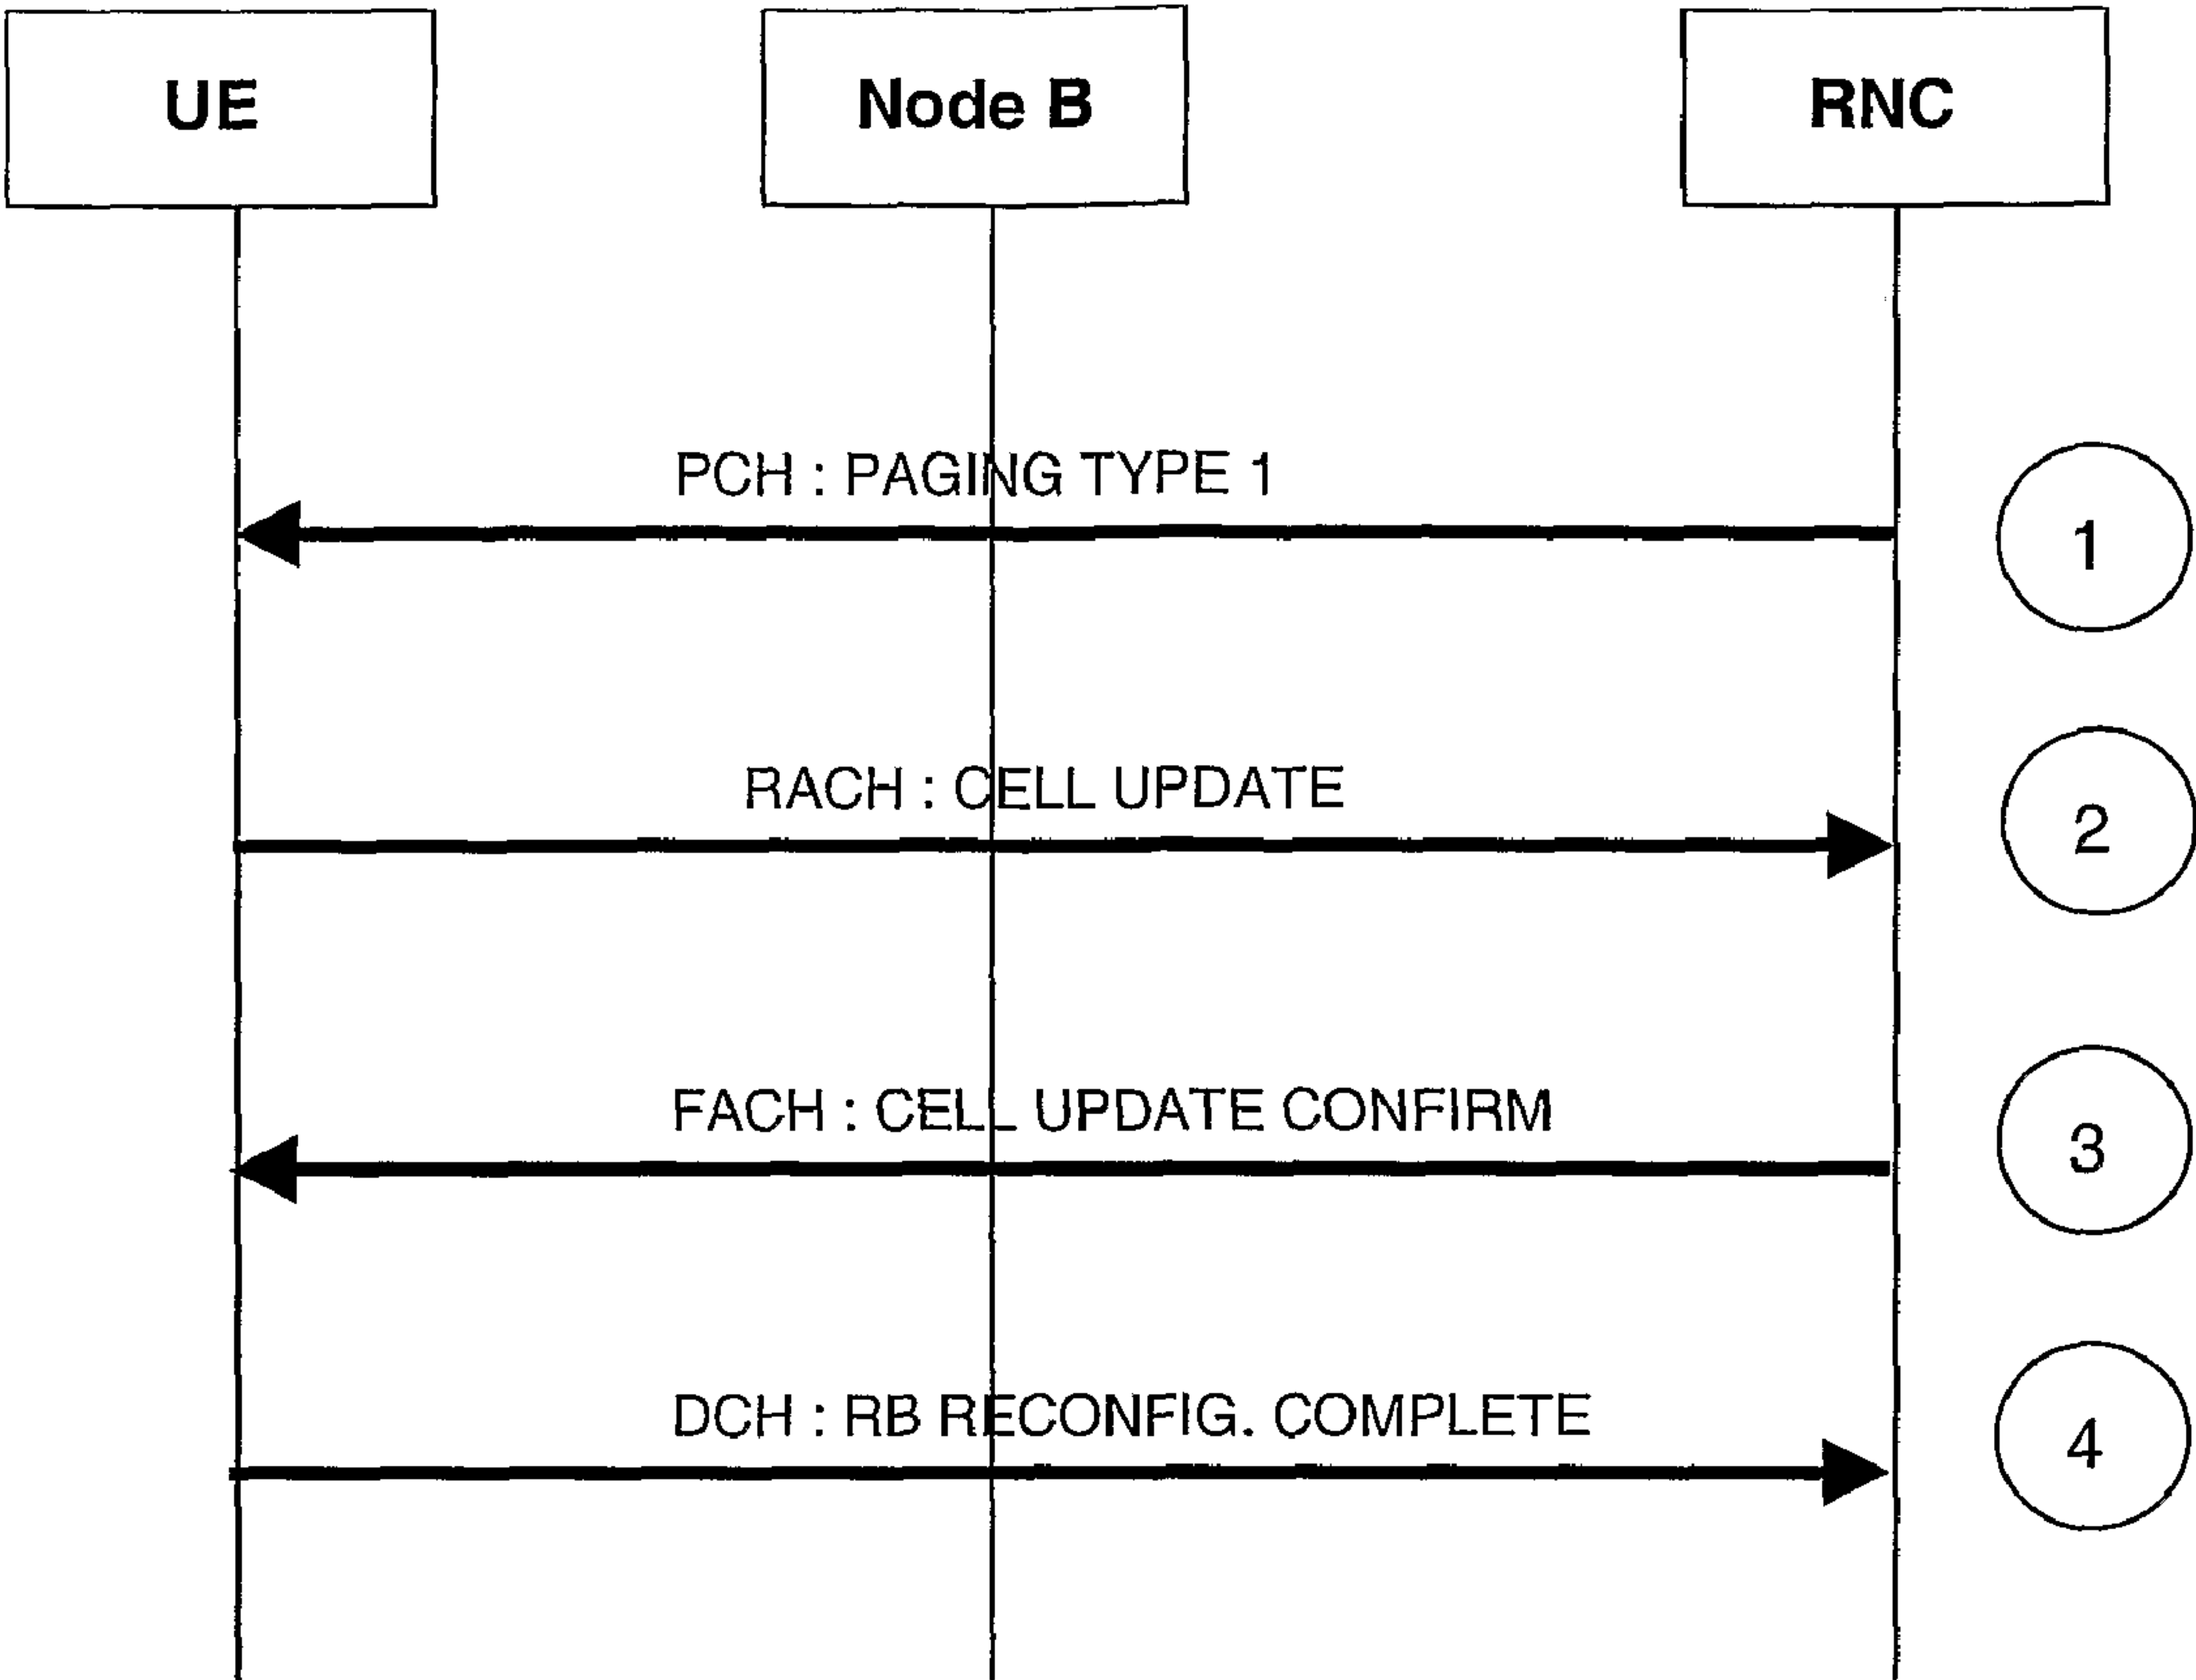 UE
Node B
RNC
PCH : PAGING TYPE 1
1
RACH : CELL UPDATE
2
FACH : CELL UPDATE CONFIRM
3
DCH : RB RECONFIG. COMPLETE
4